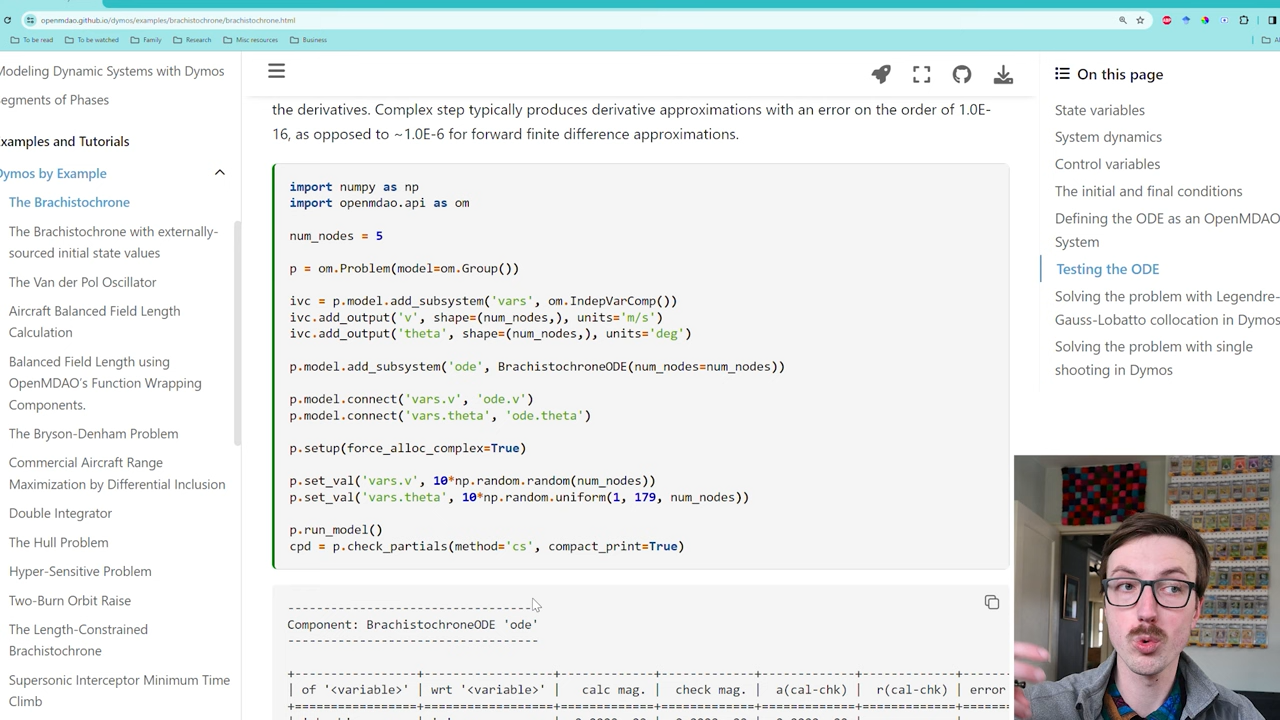 openmdao.github.io/dymos/examples/brachistochrone/brachistochrone.html
To be read
To be watched
Family
Research
Misc resources
Business
Modeling Dynamic Systems with Dymos
Segments of Phases
Examples and Tutorials
Dymos by Example
The Brachistochrone
The Brachistochrone with externally-
sourced initial state values
The Van der Pol Oscillator
Aircraft Balanced Field Length
Calculation
Balanced Field Length using
OpenMDAO's Function Wrapping
Components.
The Bryson-Denham Problem
Commercial Aircraft Range
Maximization by Differential Inclusion
Double Integrator
The Hull Problem
Hyper-Sensitive Problem
Two-Burn Orbit Raise
The Length-Constrained
Brachistochrone
Supersonic Interceptor Minimum Time
Climb
the derivatives. Complex step typically produces derivative approximations with an error on the order of 1.0E-
16, as opposed to ~1.0E-6 for forward finite difference approximations.
import numpy as np
import openmdao.api as om
num_nodes = 5
p = om.Problem(model=om.Group())
ivc = p.model.add_subsystem('vars', om.IndepVarComp())
ivc.add_output('v', shape=(num_nodes,), units='m/s')
ivc.add_output('theta', shape=(num_nodes,), units='deg')
p.model.add_subsystem('ode', BrachistochroneODE(num_nodes=num_nodes))
p.model.connect('vars.v', 'ode.v')
p.model.connect('vars.theta', 'ode.theta')
p.setup(force_alloc_complex=True)
p.set_val('vars.v', 10*np.random.random(num_nodes))
p.set_val('vars.theta', 10*np.random.uniform(1, 179, num_nodes))
p.run_model()
cpd = p.check_partials(method='cs', compact_print=True)
Component: BrachistochroneODE 'ode'
| of '<variable>' | wrt '<variable>' | calc mag. | check mag. | a(cal-chk) | r(cal-chk) | error
On this page
State variables
System dynamics
Control variables
The initial and final conditions
Defining the ODE as an OpenMDAO
System
Testing the ODE
Solving the problem with Legendre-
Gauss-Lobatto collocation in Dymos
Solving the problem with single
shooting in Dymos